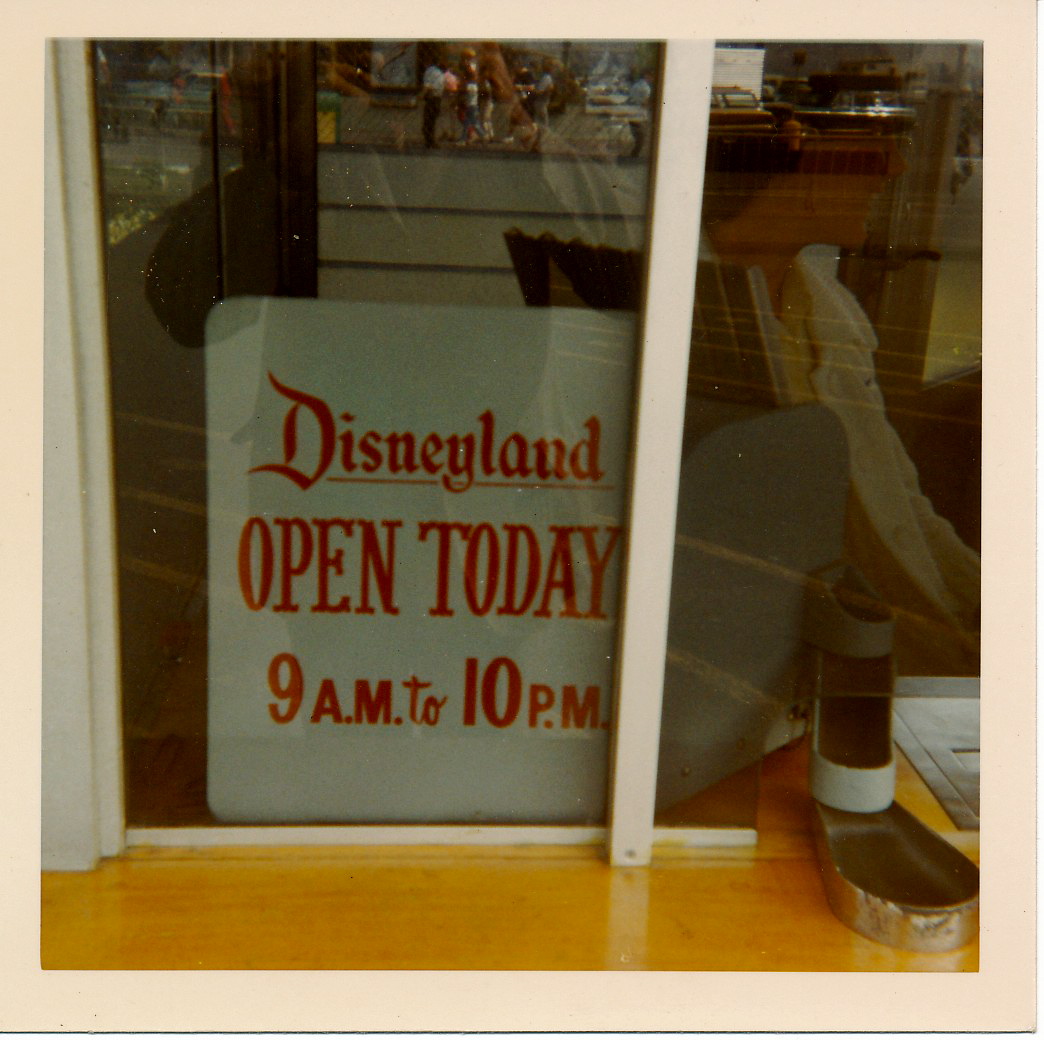 Disneyland
OPEN TODAY
9 A.M. to 10 P.M.